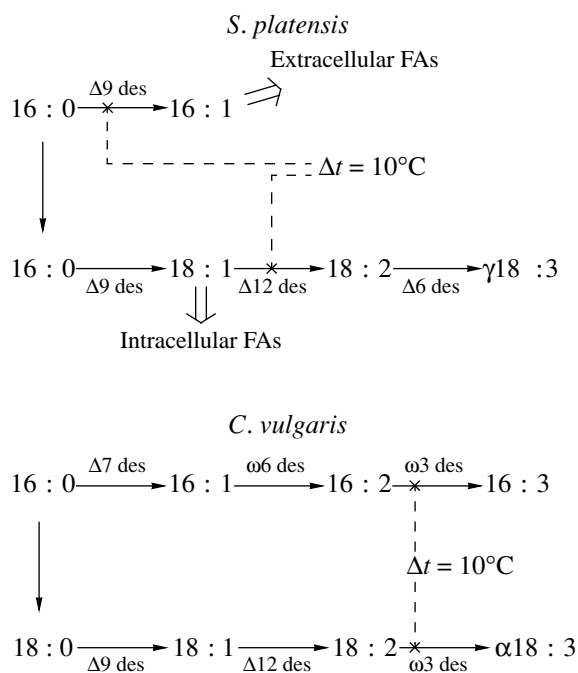 S. platensis
Extracellular FAs
Δ9 des
16 : 0 16 : 1
Δt = 10°C
16 : 0 18 : 1 18 : 2 γ18 :3
Δ9 des Δ12 des Δ6 des
Intracellular FAs
C. vulgaris
Δ7 des ω6 des ω3 des
16 : 0 16 : 1 16 : 2 16 : 3
Δt = 10°C
18 : 0 18 : 1 18 : 2 α18 : 3
Δ9 des Δ12 des ω3 des